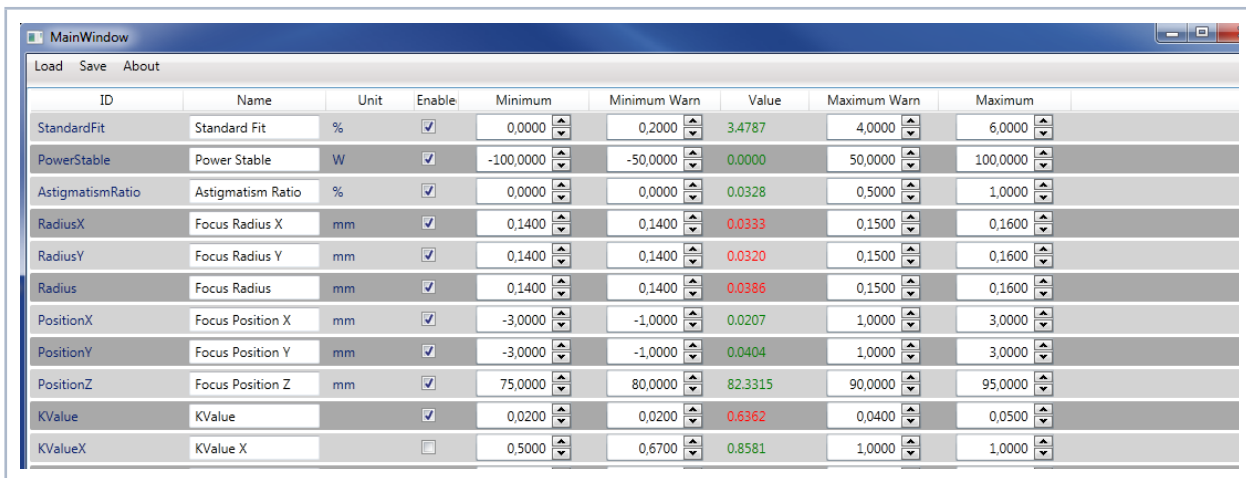 MainWindow
Load Save About
ID Name Unit Enable Minimum Minimum Warn Value Maximum Warn Maximum
StandardFit Standard Fit % 0,0000 0,2000 3.4787 4,0000 6,0000
PowerStable Power Stable W -100,0000 -50,0000 0.0000 50,0000 100,0000
AstigmatismRatio Astigmatism Ratio % 0,0000 0,0000 0.0328 0,5000 1,0000
RadiusX Focus Radius X mm 0,1400 0,1400 0.0333 0,1500 0,1600
RadiusY Focus Radius Y mm 0,1400 0,1400 0.0320 0,1500 0,1600
Radius Focus Radius mm 0,1400 0,1400 0.0386 0,1500 0,1600
PositionX Focus Position X mm -3,0000 -1,0000 0.0207 1,0000 3,0000
PositionY Focus Position Y mm -3,0000 -1,0000 0.0404 1,0000 3,0000
PositionZ Focus Position Z mm 75,0000 80,0000 82.3315 90,0000 95,0000
KValue KValue 0,0200 0,0200 0.6362 0,0400 0,0500
KValueX KValue X 0,5000 0,6700 0.8581 1,0000 1,0000